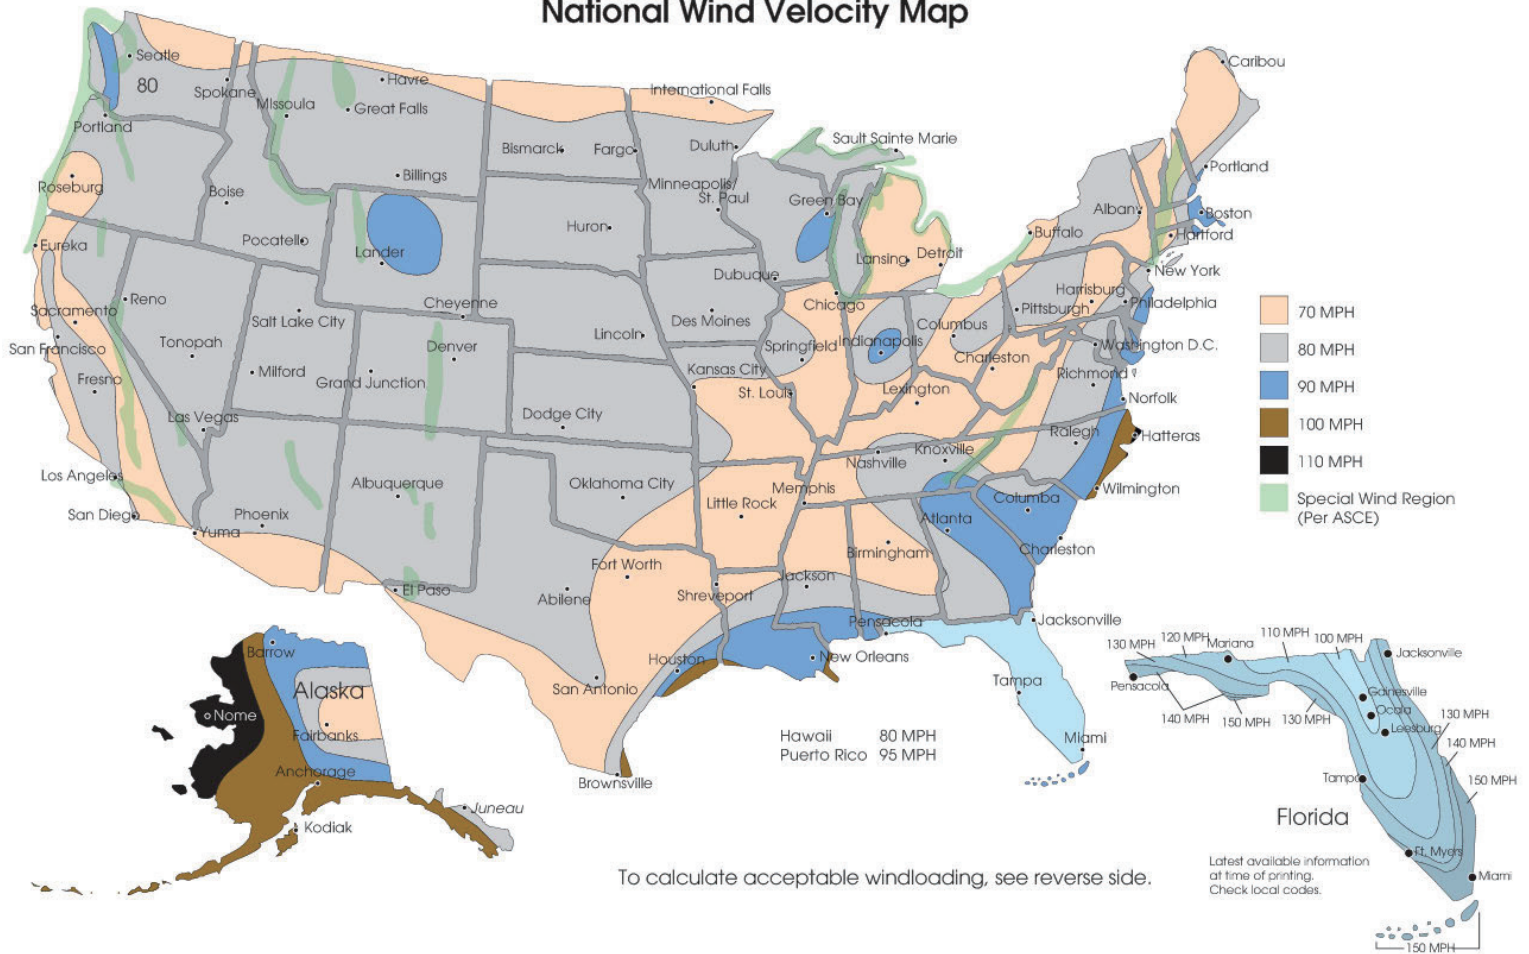 National Wind Velocity Map
Seatle
80
Spokane
Missoula
Havre
Great Falls
International Falls
Caribou
Portland
Bismarck
Fargo
Duluth
Sault Sainte Marie
Portland
Roseburg
Boise
Billings
Minneapolis/
St. Paul
Green Bay
Albany
Boston
Eureka
Pocatello
Lander
Huron
Buffalo
Hartford
Lansing
Detroit
New York
Reno
Dubuque
Cheyenne
Chicago
Harrisburg
Sacramento
Salt Lake City
Des Moines
Pittsburgh
Philadelphia
San Francisco
Tonopah
Denver
Lincoln
Springfield
Indianapolis
Columbus
Washington D.C.
Fresno
Milford
Grand Junction
Kansas City
St. Louis
Charleston
Richmond
Las Vegas
Dodge City
Lexington
Norfolk
Ralegh
Hatteras
Los Angeles
Albuquerque
Oklahoma City
Nashville
Knoxville
San Diego
Phoenix
Little Rock
Memphis
Columba
Wilmington
Yuma
Atlanta
Birmingham
Charleston
El Paso
Abilene
Fort Worth
Shreveport
Jackson
Pensacola
Jacksonville
Houston
New Orleans
San Antonio
Tampa
Miami
Brownsville
70 MPH
80 MPH
90 MPH
100 MPH
110 MPH
Special Wind Region
(Per ASCE)
Barrow
Alaska
Nome
Fairbanks
Anchorage
Juneau
Kodiak
Hawaii 80 MPH
Puerto Rico 95 MPH
130 MPH
120 MPH
Mariana
110 MPH
100 MPH
Jacksonville
Pensacola
140 MPH
150 MPH
130 MPH
Gainesville
Ocala
Leesburg
130 MPH
140 MPH
Tampa
150 MPH
Florida
Ft. Myers
Miami
150 MPH
Latest available information
at time of printing.
Check local codes.
To calculate acceptable windloading, see reverse side.